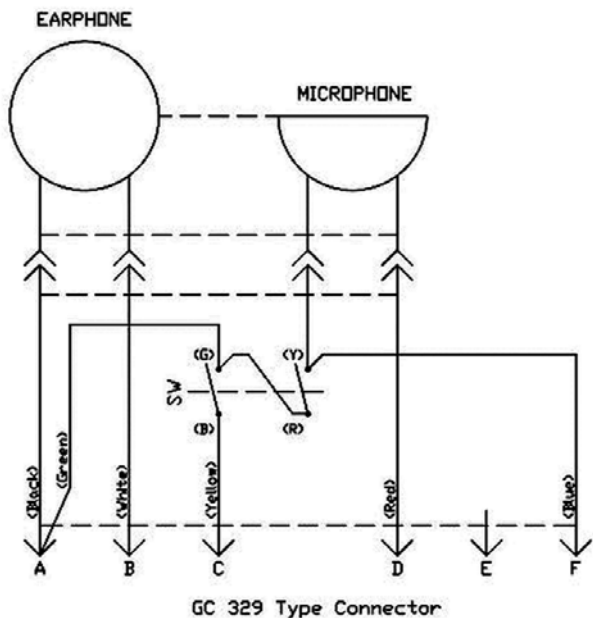 EARPHONE
MICROPHONE
(G)
(Y)
SW
(B)
(R)
(Black)
(Green)
(White)
(Yellow)
(Red)
(Blue)
A B C D E F
GC 329 Type Connector